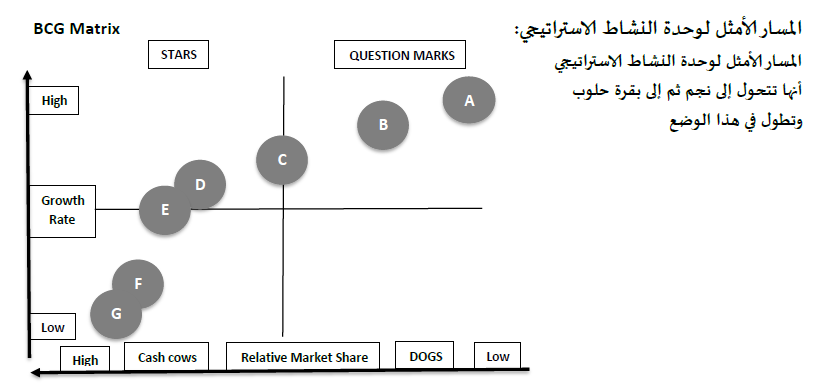 المسار الأمثل لوحدة النشاط الاستراتيجي:
المسار الأمثل لوحدة النشاط الاستراتيجي
أنها تتحول إلى نجم ثم إلى بقرة حلوب
وتطول في هذا الوضع
BCG Matrix
STARS
QUESTION MARKS
High
A
B
C
D
E
Growth
Rate
F
G
Low
High
Cash cows
Relative Market Share
DOGS
Low